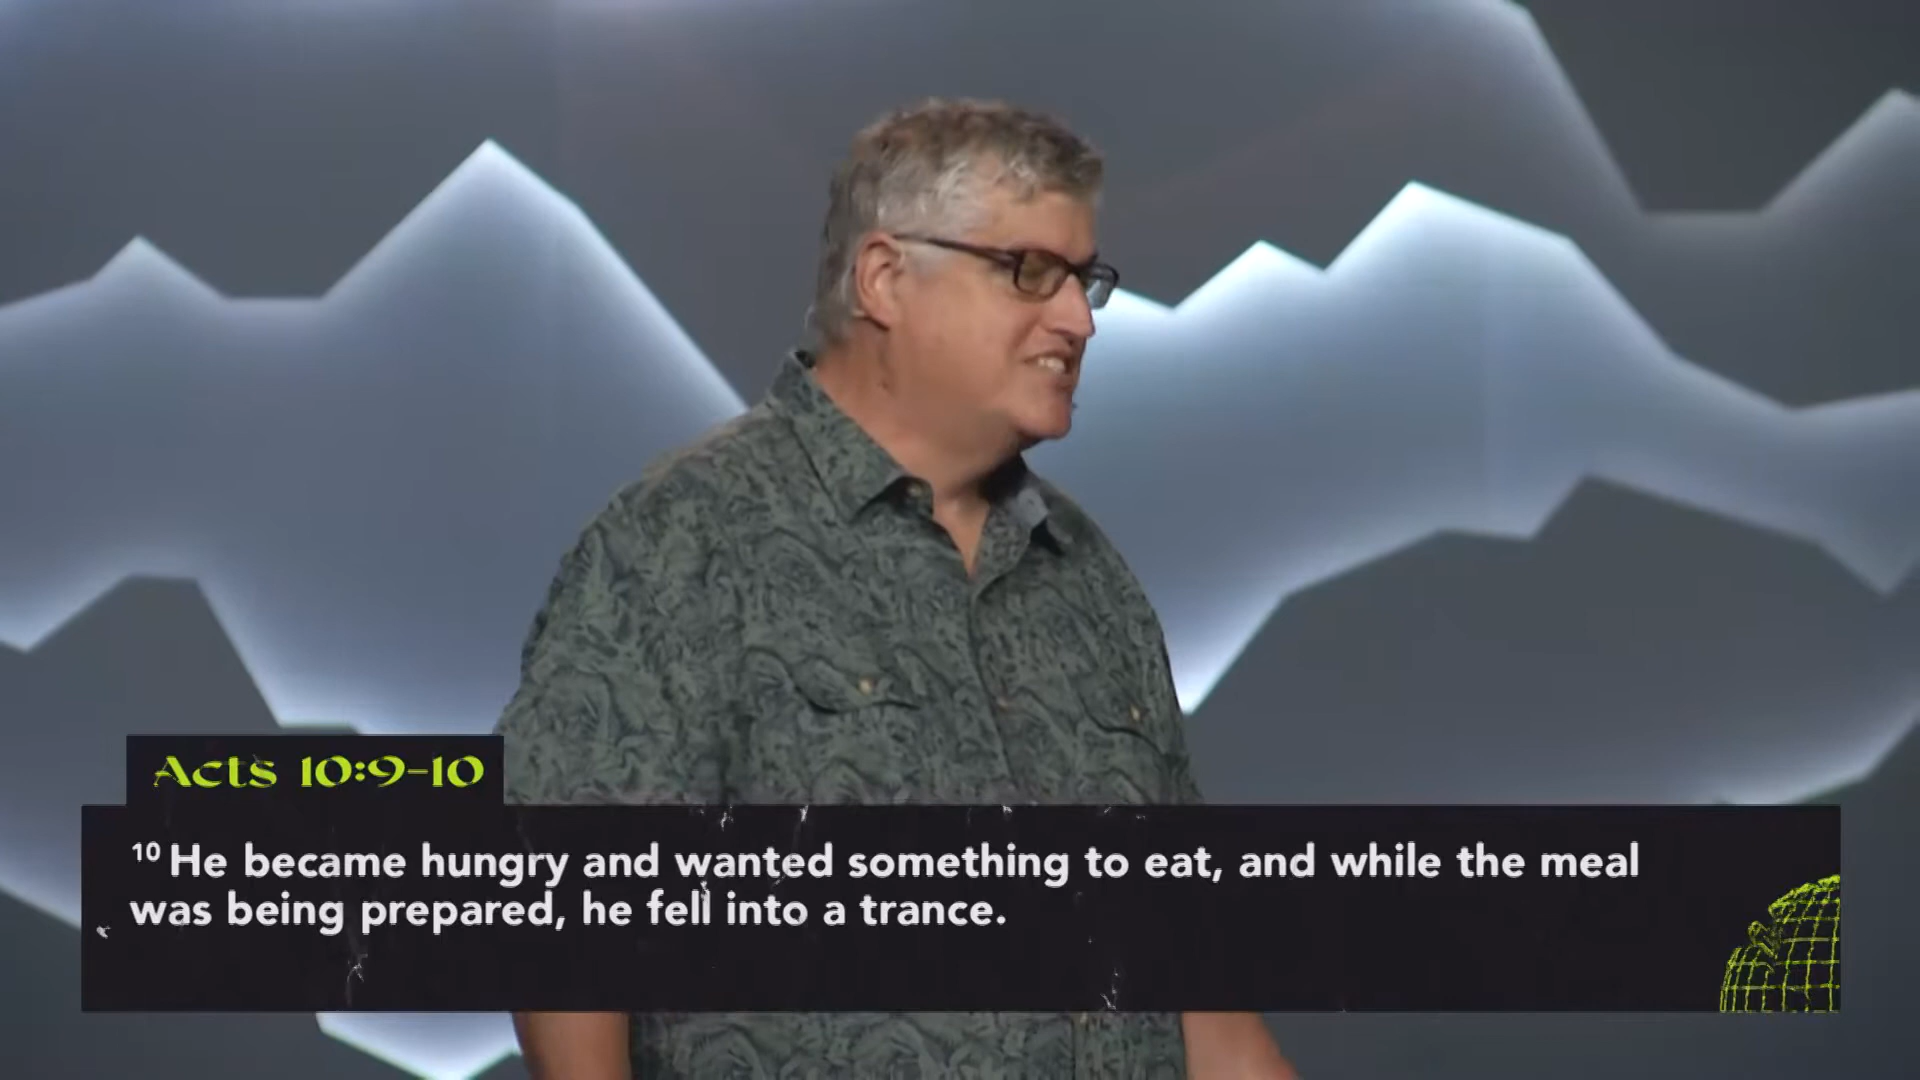 Acts 10:9-10
10 He became hungry and wanted something to eat, and while the meal
was being prepared, he fell into a trance.